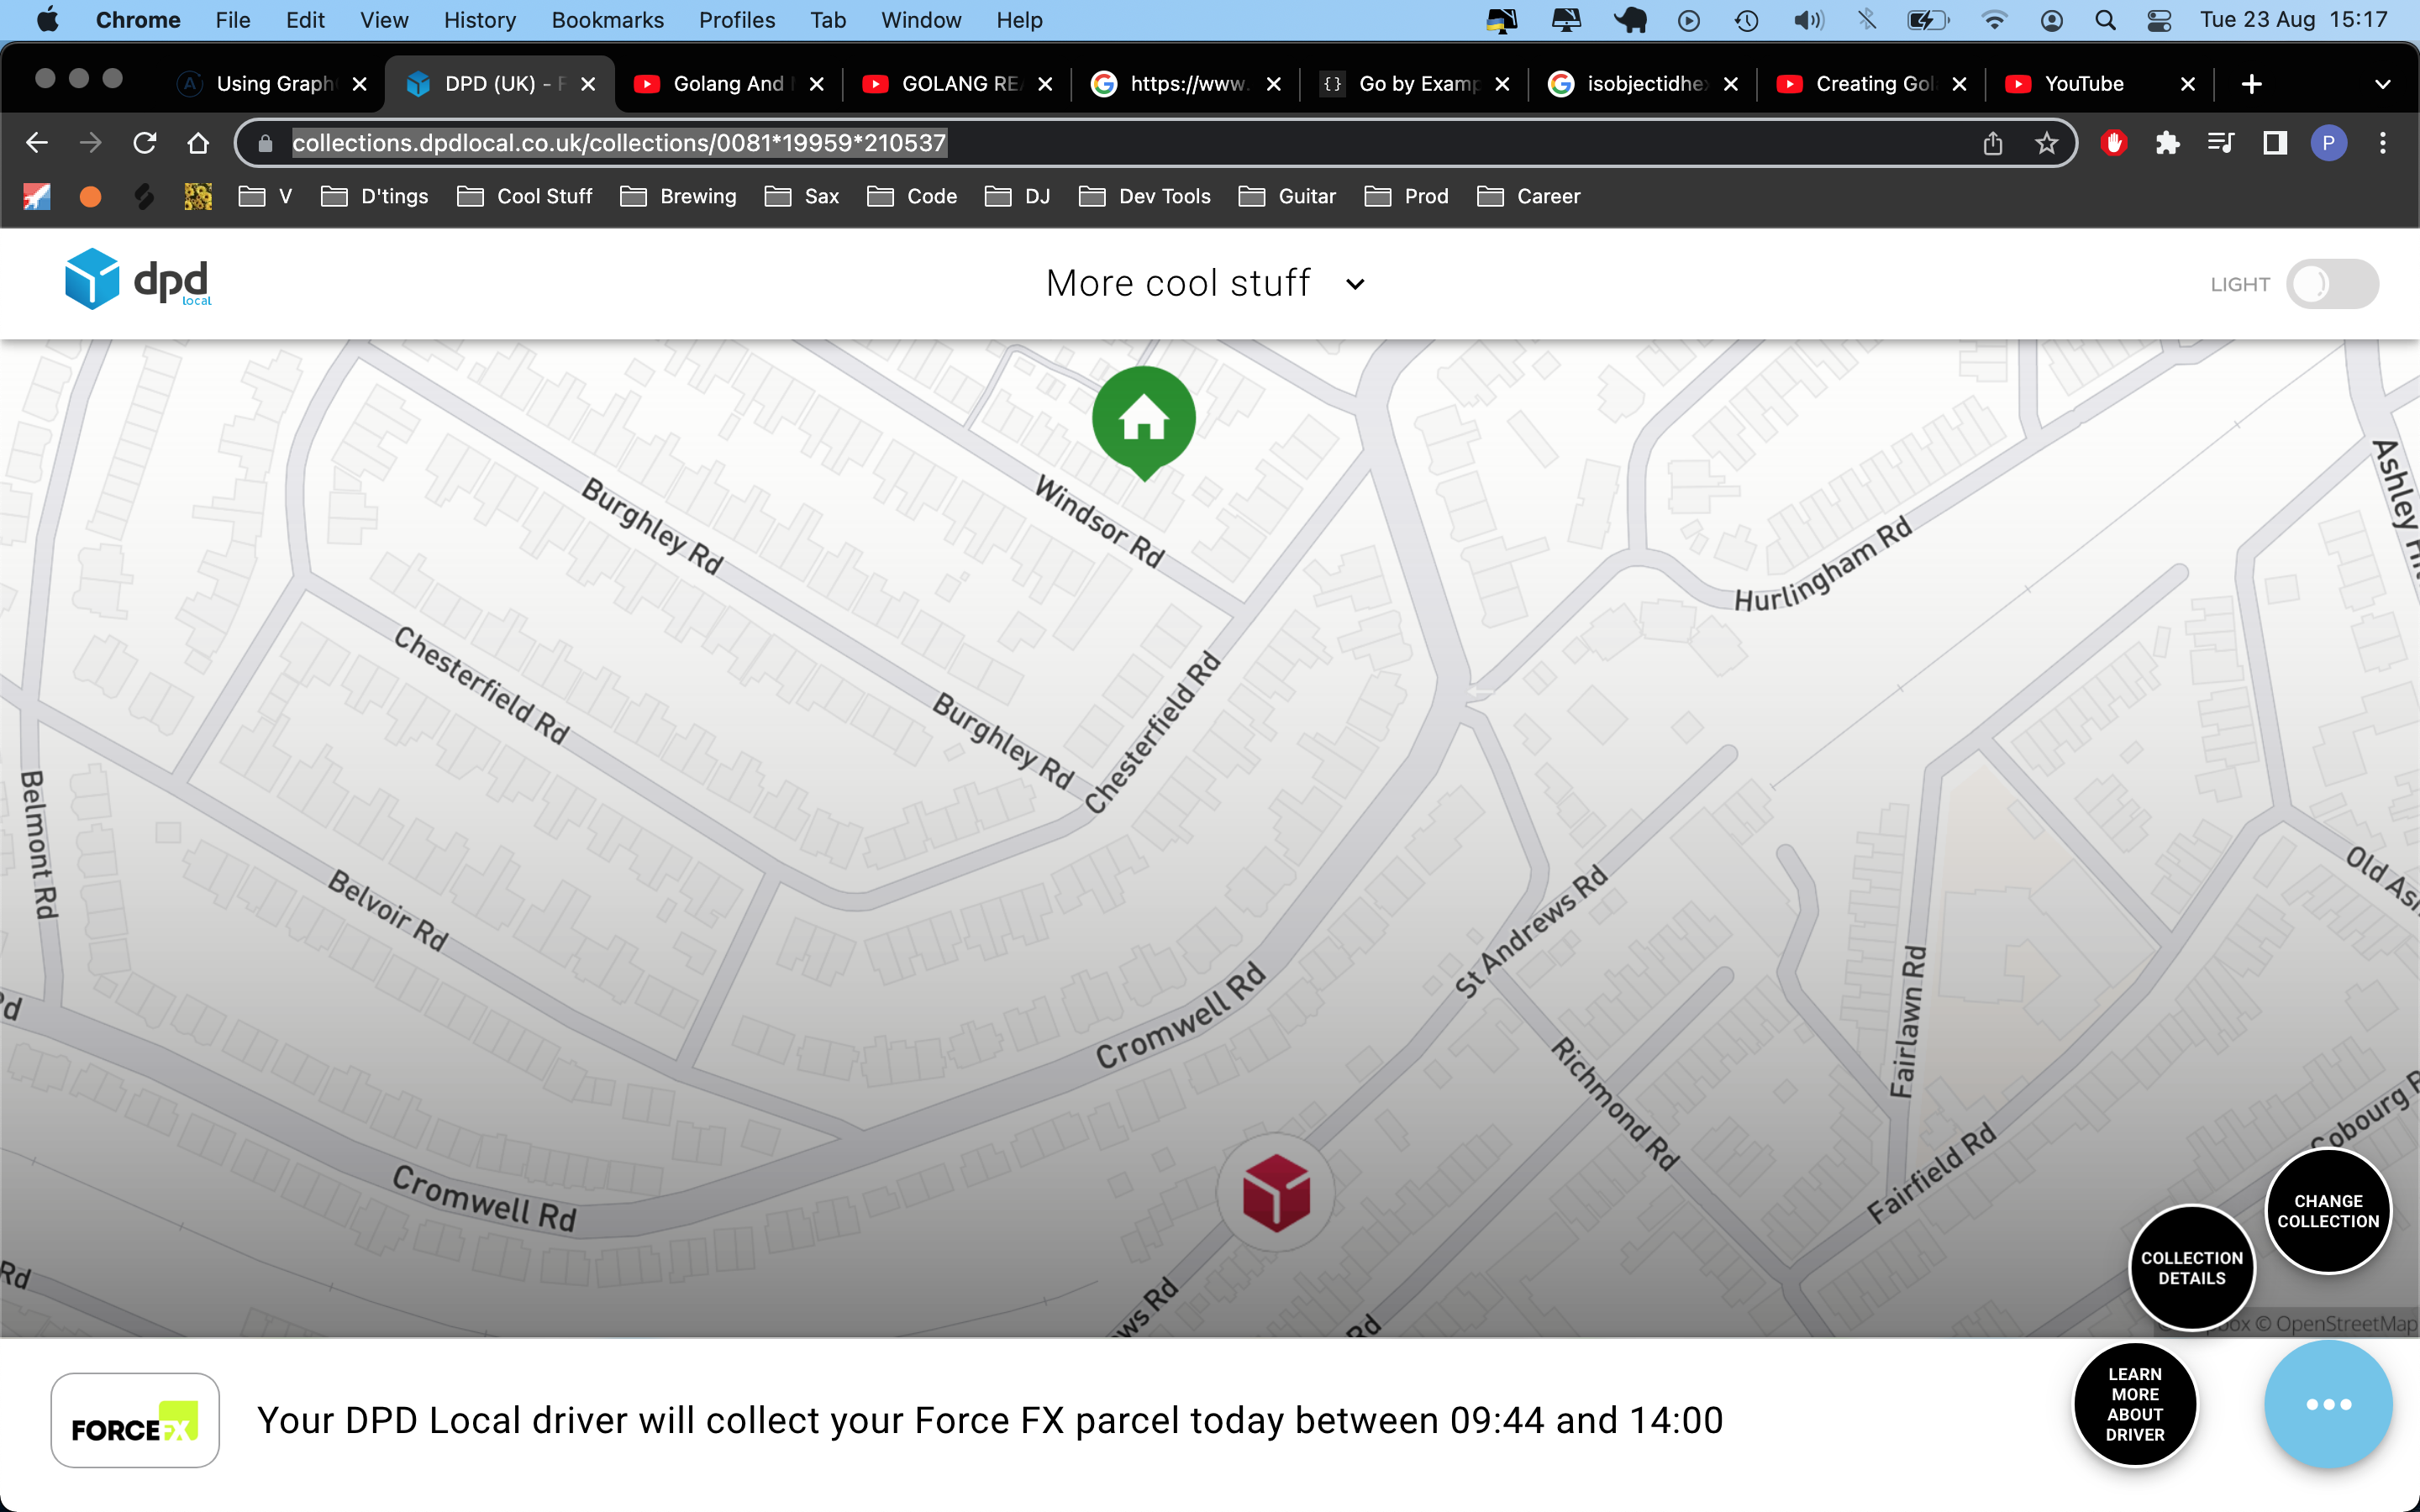 Chrome File Edit View History Bookmarks Profiles Tab Window Help Tue 23 Aug 15:17
Using Graph DPD (UK) - Golang And GOLANG RE https://www. {} Go by Examp isobjectidhe Creating Gol YouTube
collections.dpdlocal.co.uk/collections/0081*19959*210537 P
V D'tings Cool Stuff Brewing Sax Code DJ Dev Tools Guitar Prod Career
dpd
local
More cool stuff
LIGHT
Ashley
Burghley Rd
Windsor Rd
Hurlingham Rd
Chesterfield Rd
Burghley Rd
Chesterfield Rd
Belmont Rd
Belvoir Rd
St Andrews Rd
Old
Cromwell Rd
Fairlawn Rd
Richmond Rd
Cobourg
Fairfield Rd
Cromwell Rd
Rd
ws Rd
Rd
CHANGE
COLLECTION
COLLECTION
DETAILS
© OpenStreetMap
FORCE FX
Your DPD Local driver will collect your Force FX parcel today between 09:44 and 14:00
LEARN
MORE
ABOUT
DRIVER